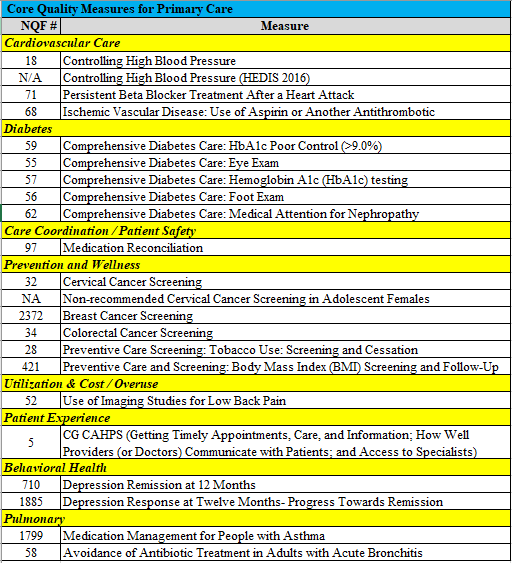 Core Quality Measures for Primary Care
NQF # Measure
Cardiovascular Care
18 Controlling High Blood Pressure
N/A Controlling High Blood Pressure (HEDIS 2016)
71 Persistent Beta Blocker Treatment After a Heart Attack
68 Ischemic Vascular Disease: Use of Aspirin or Another Antithrombotic
Diabetes
59 Comprehensive Diabetes Care: HbA1c Poor Control (>9.0%)
55 Comprehensive Diabetes Care: Eye Exam
57 Comprehensive Diabetes Care: Hemoglobin A1c (HbA1c) testing
56 Comprehensive Diabetes Care: Foot Exam
62 Comprehensive Diabetes Care: Medical Attention for Nephropathy
Care Coordination / Patient Safety
97 Medication Reconciliation
Prevention and Wellness
32 Cervical Cancer Screening
NA Non-recommended Cervical Cancer Screening in Adolescent Females
2372 Breast Cancer Screening
34 Colorectal Cancer Screening
28 Preventive Care Screening: Tobacco Use: Screening and Cessation
421 Preventive Care and Screening: Body Mass Index (BMI) Screening and Follow-Up
Utilization & Cost / Overuse
52 Use of Imaging Studies for Low Back Pain
Patient Experience
5 CG CAHPS (Getting Timely Appointments, Care, and Information; How Well
Providers (or Doctors) Communicate with Patients; and Access to Specialists)
Behavioral Health
710 Depression Remission at 12 Months
1885 Depression Response at Twelve Months- Progress Towards Remission
Pulmonary
1799 Medication Management for People with Asthma
58 Avoidance of Antibiotic Treatment in Adults with Acute Bronchitis